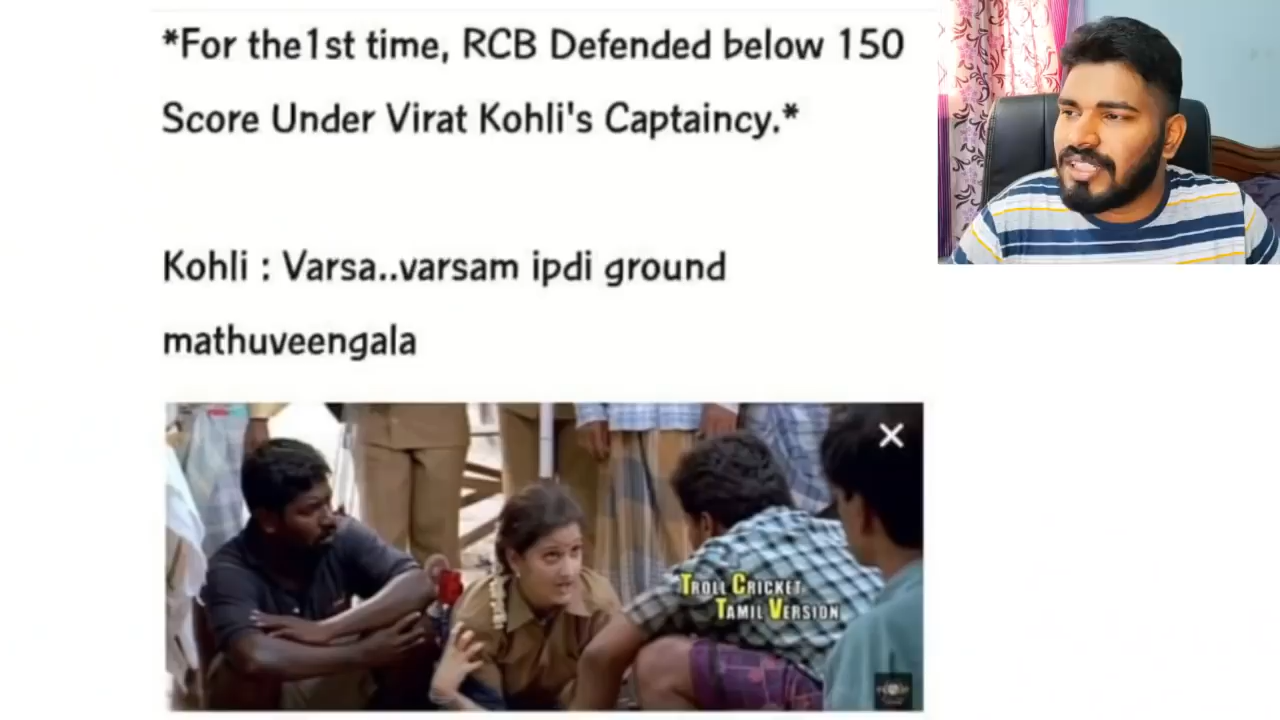 *For the1st time, RCB Defended below 150
Score Under Virat Kohli's Captaincy.*
Kohli : Varsa..varsam ipdi ground
mathuveengala
TROLL CRICKET
TAMIL VERSION